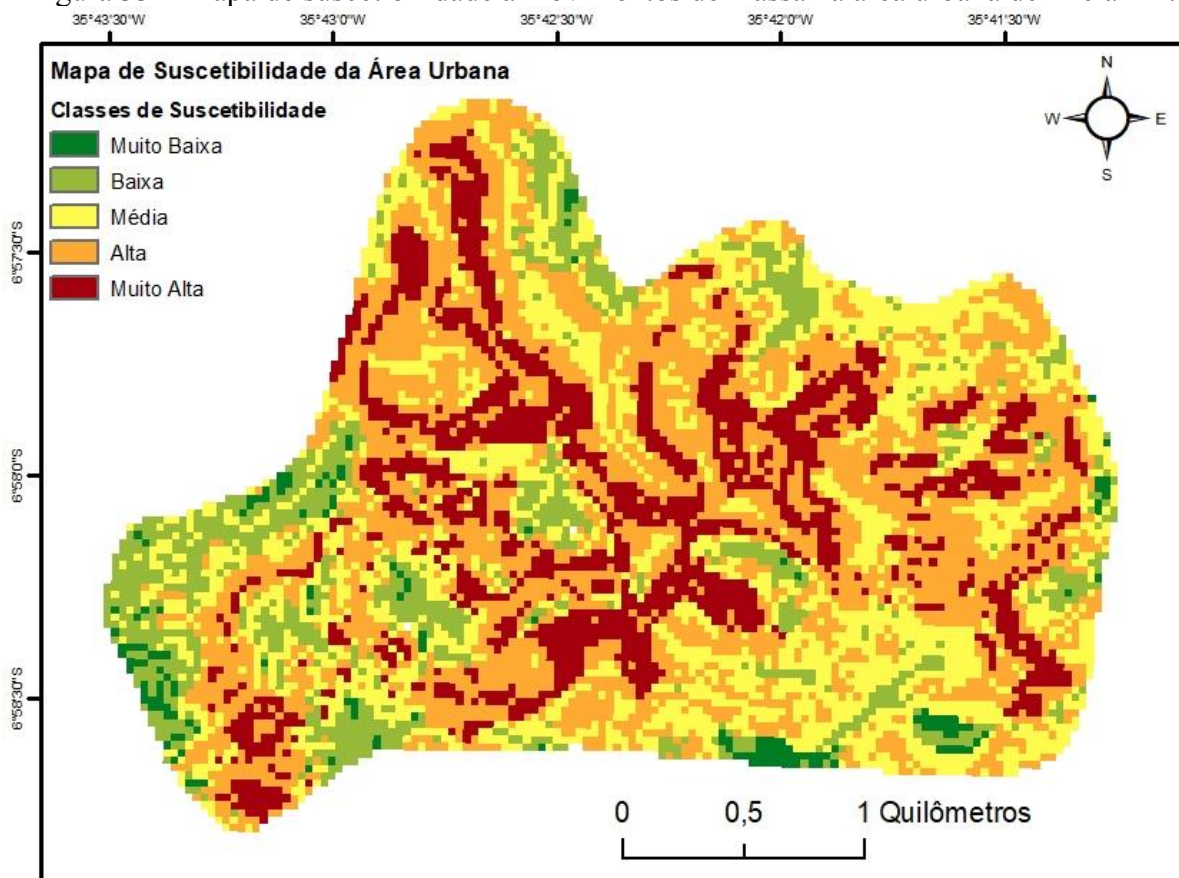 35°43'30"W 35°43'0"W 35°42'30"W 35°42'0"W 35°41'30"W
Mapa de Suscetibilidade da Área Urbana
Classes de Suscetibilidade
Muito Baixa
Baixa
Média
Alta
Muito Alta
N
W E
S
6°57'30"S
6°58'0"S
6°58'30"S
0 0,5 1 Quilômetros